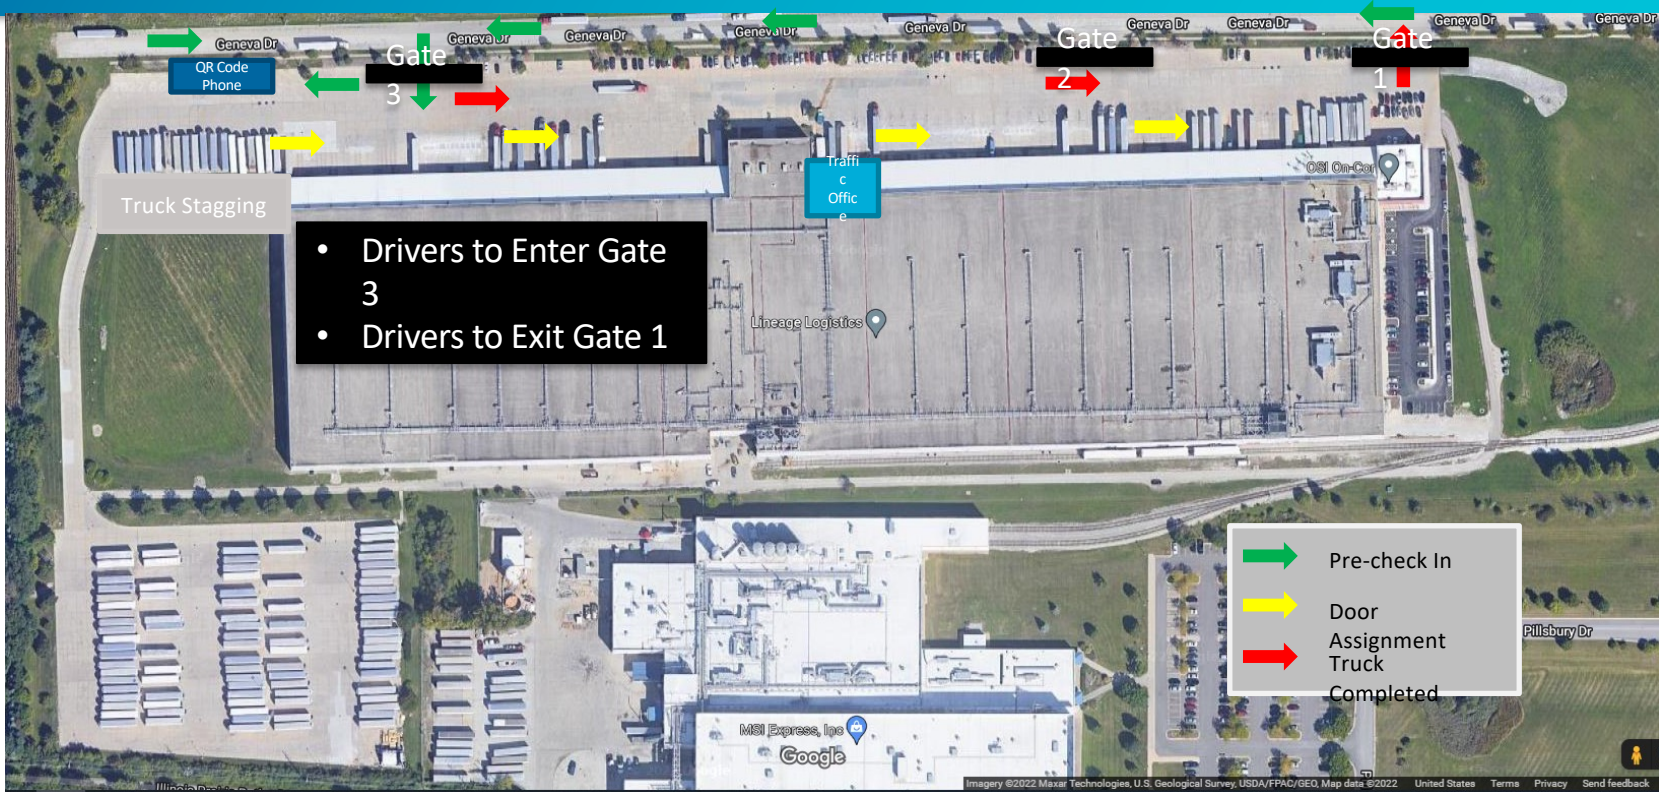 Geneva Dr
Geneva Dr
Geneva Dr
Geneva Dr
Geneva Dr
Geneva Dr
Geneva Dr
Geneva Dr
Geneva Dr
QR Code
Phone
Gate
3
Gate
2
Gate
1
Truck Stagging
Traffi
c
Offic
e
OSI On-Cor
• Drivers to Enter Gate
3
• Drivers to Exit Gate 1
Lineage Logistics
Pre-check In
Door
Assignment
Truck
Completed
Pillsbury Dr
MSI Express, Inc
Google
Imagery ©2022 Maxar Technologies, U.S. Geological Survey, USDA/FPAC/GEO, Map data ©2022 United States Terms Privacy Send feedback